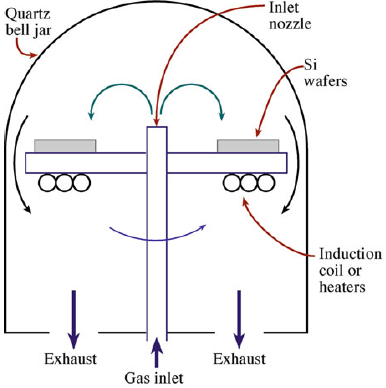 Quartz
bell jar
Inlet
nozzle
Si
wafers
Induction
coil or
heaters
Exhaust
Exhaust
Gas inlet